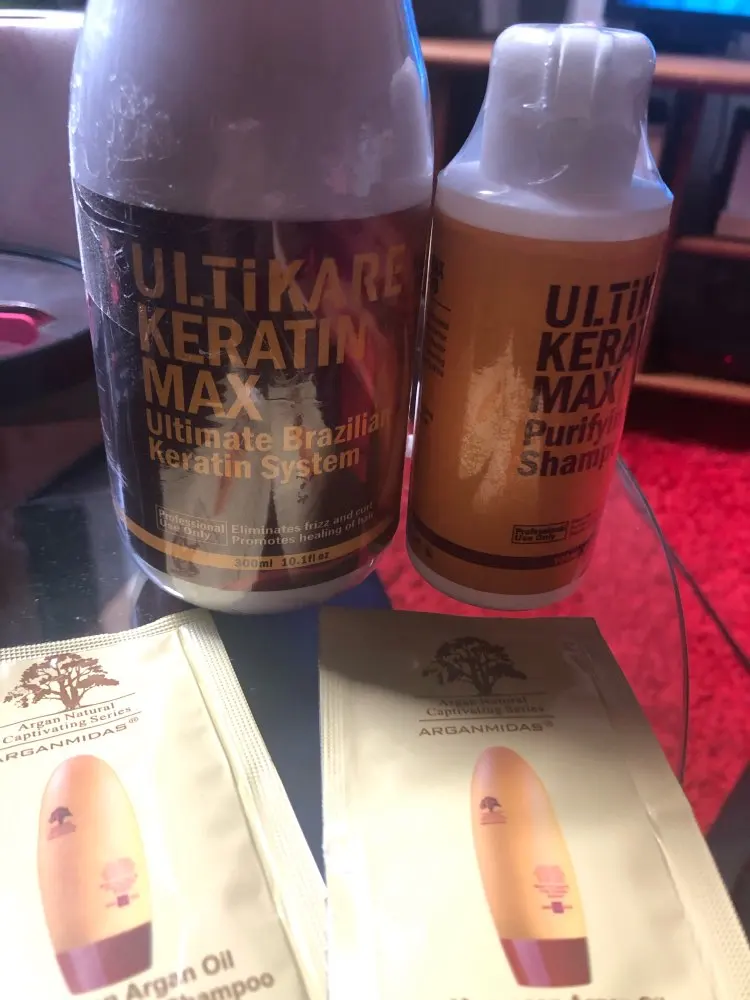 ULTiKARE
KERATIN
MAX
Ultimate Brazilian
Keratin System
Professional
Use Only
Eliminates frizz and curl
Promotes healing of hair
300ml 10.1fl oz
ULTiK
KERA
MAX
Purifyin
Shamp
Professional
Use Only
Argan Natural
Captivating Series
ARGANMIDAS®
Argan Oil
Shampoo
Argan Natural
Captivating Series
ARGANMIDAS®